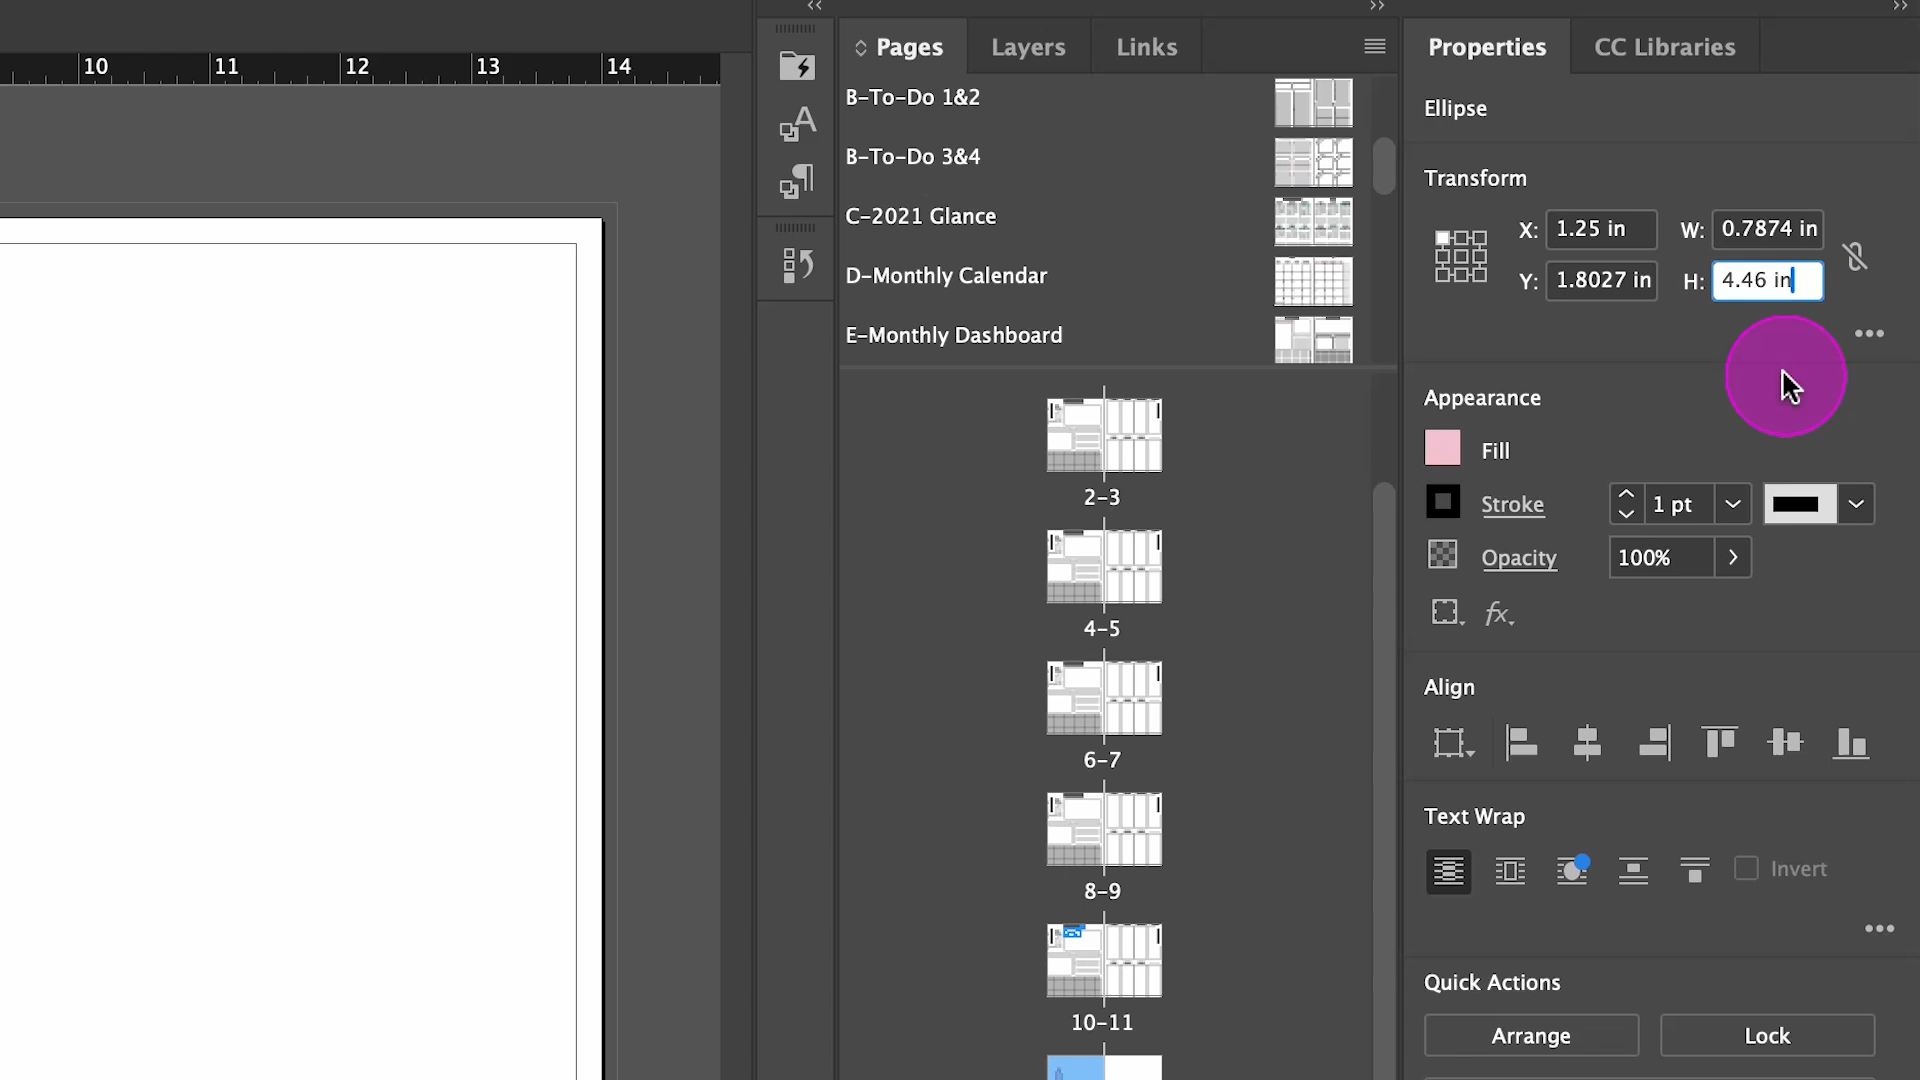 10 11 12 13 14
Pages Layers Links
B-To-Do 1&2
B-To-Do 3&4
C-2021 Glance
D-Monthly Calendar
E-Monthly Dashboard
2-3
4-5
6-7
8-9
10-11
Properties CC Libraries
Ellipse
Transform
X: 1.25 in W: 0.7874 in
Y: 1.8027 in H: 4.46 in
Appearance
Fill
Stroke 1 pt
Opacity 100%
fx
Align
Text Wrap
Invert
Quick Actions
Arrange Lock